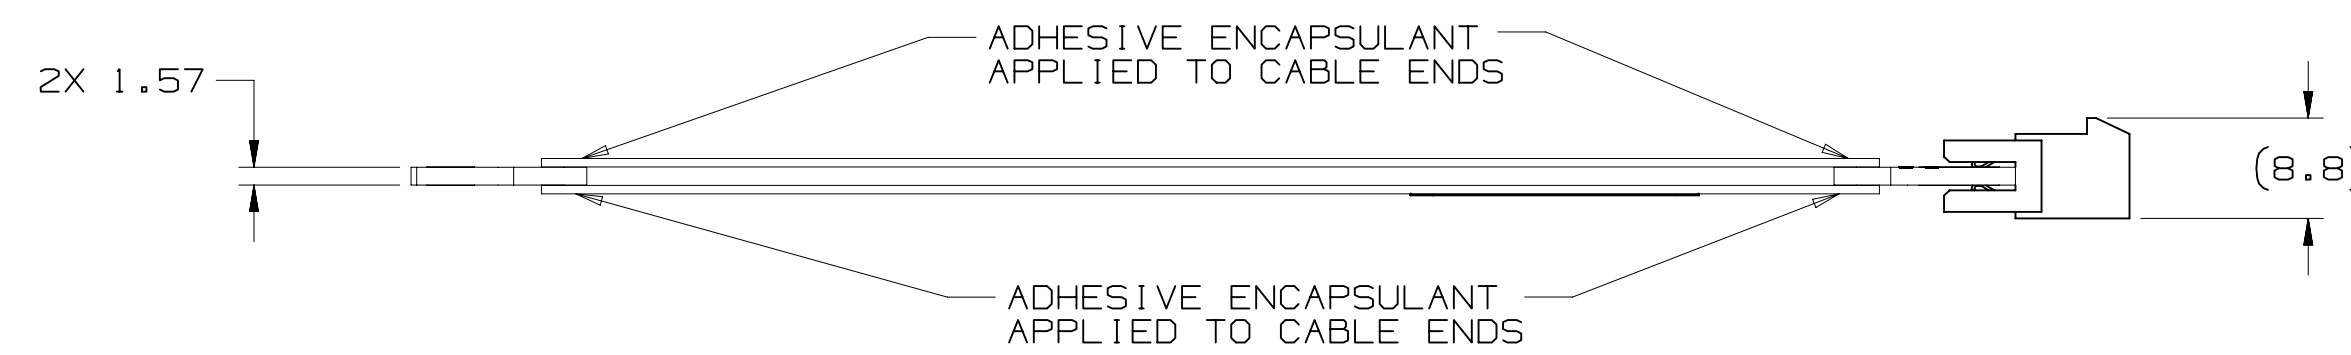 ADHESIVE ENCAPSULANT
APPLIED TO CABLE ENDS
2X 1.57
(8.8)
ADHESIVE ENCAPSULANT
APPLIED TO CABLE ENDS